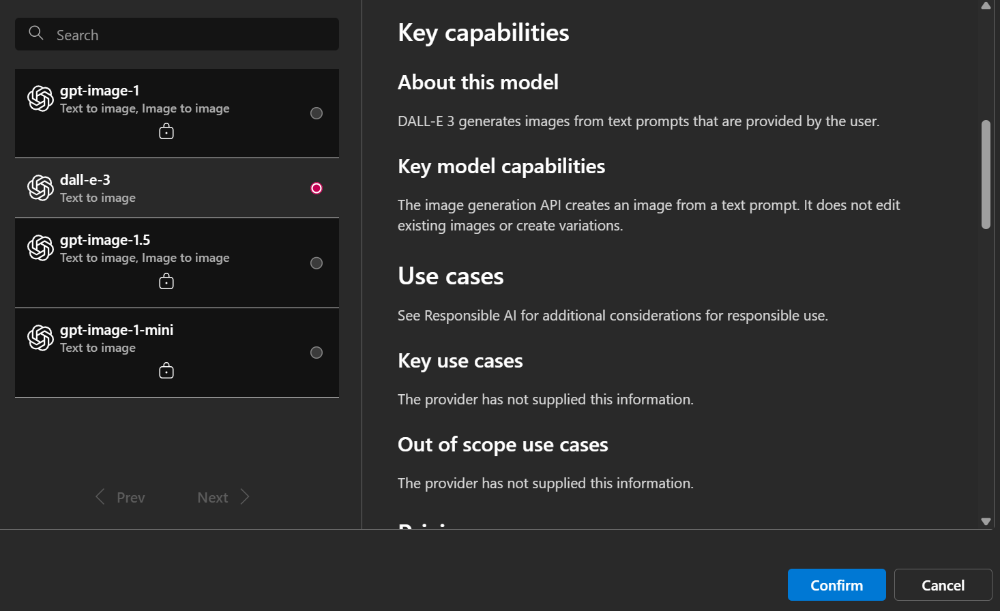 Search
gpt-image-1
Text to image, Image to image
dall-e-3
Text to image
gpt-image-1.5
Text to image, Image to image
gpt-image-1-mini
Text to image
Prev
Next
Key capabilities
About this model
DALL-E 3 generates images from text prompts that are provided by the user.
Key model capabilities
The image generation API creates an image from a text prompt. It does not edit
existing images or create variations.
Use cases
See Responsible AI for additional considerations for responsible use.
Key use cases
The provider has not supplied this information.
Out of scope use cases
The provider has not supplied this information.
Confirm
Cancel